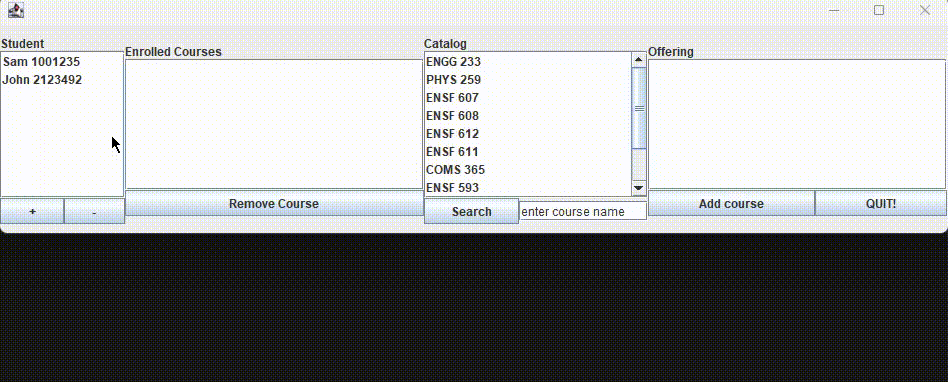 Student
Sam 1001235
John 2123492
+
-
Enrolled Courses
Remove Course
Catalog
ENGG 233
PHYS 259
ENSF 607
ENSF 608
ENSF 612
ENSF 611
COMS 365
ENSF 593
Search
enter course name
Offering
Add course
QUIT!